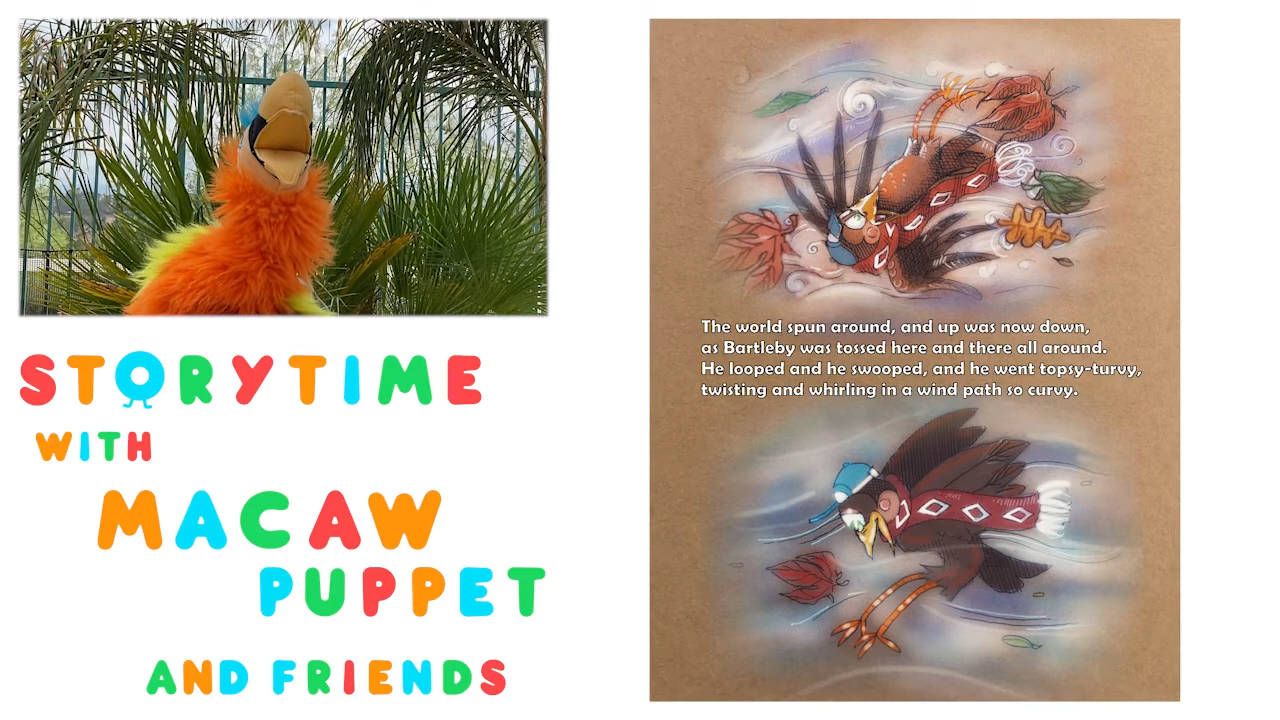 STORYTIME
WITH
MACAW
PUPPET
AND FRIENDS
The world spun around, and up was now down,
as Bartleby was tossed here and there all around.
He looped and he swooped, and he went topsy-turvy,
twisting and whirling in a wind path so curvy.